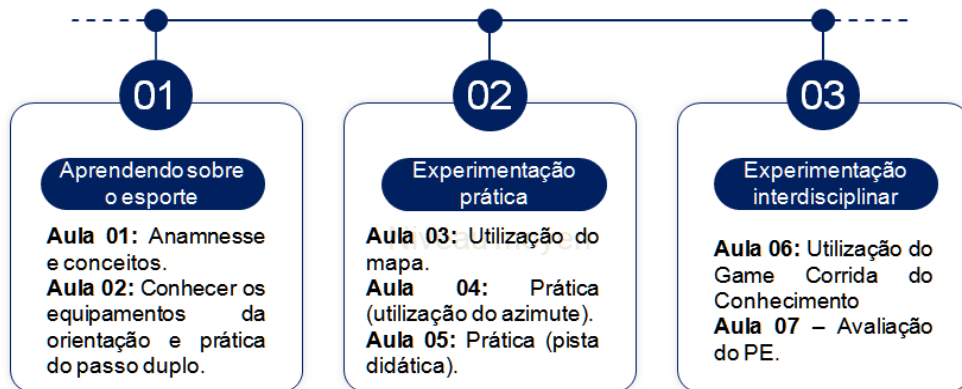 01
Aprendendo sobre
o esporte
Aula 01: Anamnesse
e conceitos.
Aula 02: Conhecer os
equipamentos da
orientação e prática
do passo duplo.
02
Experimentação
prática
Aula 03: Utilização do
mapa.
Aula 04: Prática
(utilização do azimute).
Aula 05: Prática (pista
didática).
03
Experimentação
interdisciplinar
Aula 06: Utilização do
Game Corrida do
Conhecimento
Aula 07 – Avaliação
do PE.